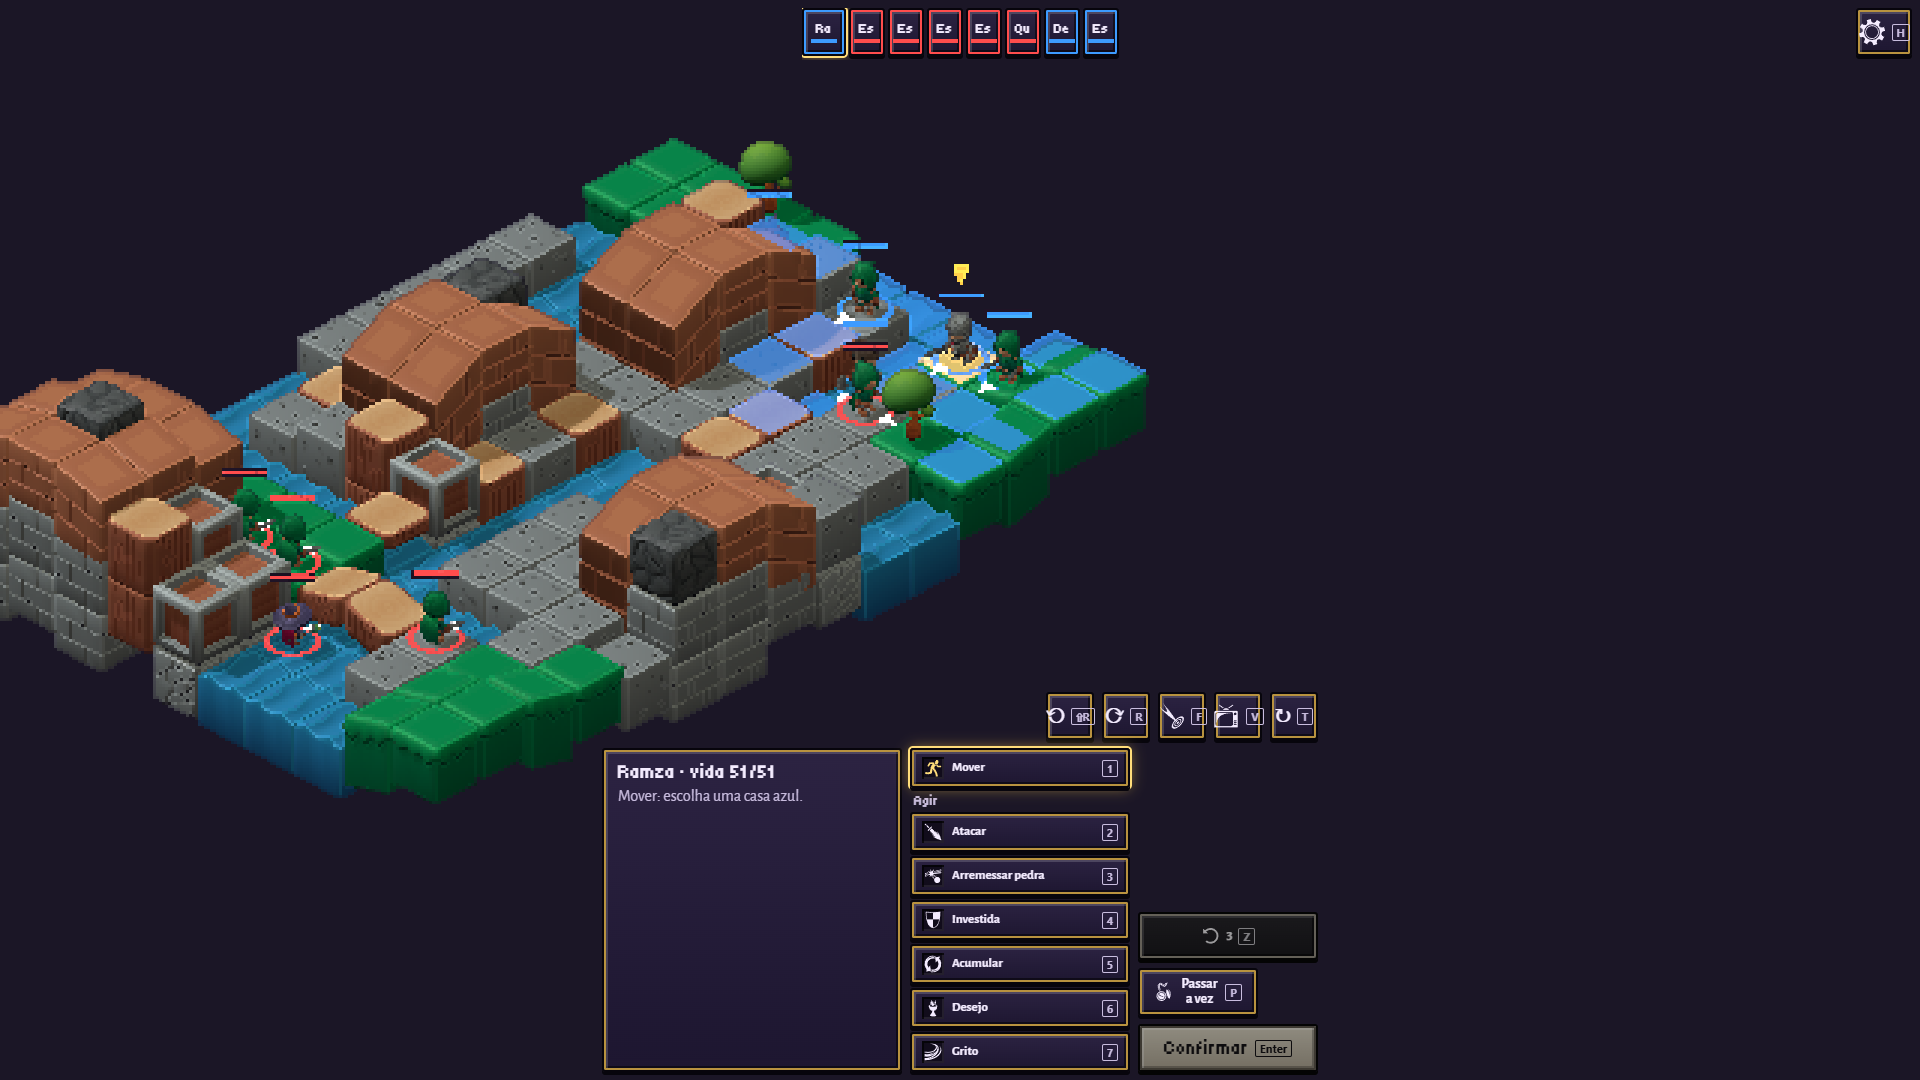 Ra Es Es Es Es Qu De Es
H
⇧R R F V T
Ramza · vida 51/51
Mover: escolha uma casa azul.
Mover 1
Agir
Atacar 2
Arremessar pedra 3
Investida 4
Acumular 5
Desejo 6
Grito 7
3 Z
Passar
a vez P
Confirmar Enter